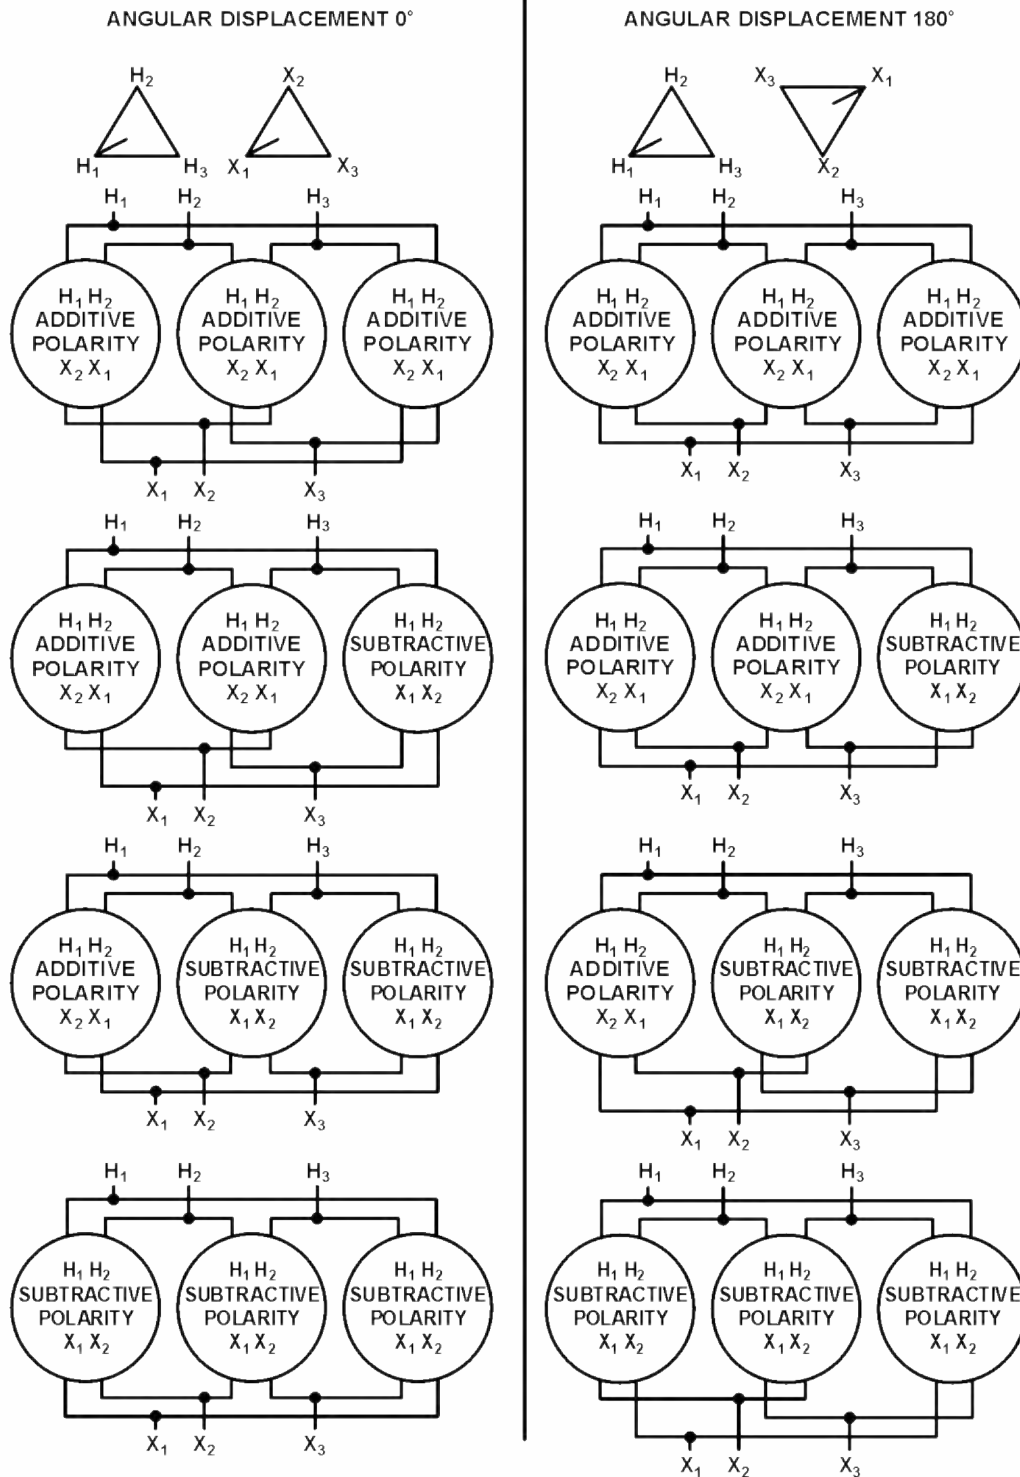 ANGULAR DISPLACEMENT 0°
H₂ X₂
H₁ H₃ X₁ X₃
H₁ H₂ H₃
H₁ H₂ H₁ H₂ H₁ H₂
ADDITIVE ADDITIVE ADDITIVE
POLARITY POLARITY POLARITY
X₂ X₁ X₂ X₁ X₂ X₁
X₁ X₂ X₃
H₁ H₂ H₃
H₁ H₂ H₁ H₂ H₁ H₂
ADDITIVE ADDITIVE SUBTRACTIVE
POLARITY POLARITY POLARITY
X₂ X₁ X₂ X₁ X₁ X₂
X₁ X₂ X₃
H₁ H₂ H₃
H₁ H₂ H₁ H₂ H₁ H₂
ADDITIVE SUBTRACTIVE SUBTRACTIVE
POLARITY POLARITY POLARITY
X₂ X₁ X₁ X₂ X₁ X₂
X₁ X₂ X₃
H₁ H₂ H₃
H₁ H₂ H₁ H₂ H₁ H₂
SUBTRACTIVE SUBTRACTIVE SUBTRACTIVE
POLARITY POLARITY POLARITY
X₁ X₂ X₁ X₂ X₁ X₂
X₁ X₂ X₃
ANGULAR DISPLACEMENT 180°
H₂ X₃ X₁
H₁ H₃ X₂
H₁ H₂ H₃
H₁ H₂ H₁ H₂ H₁ H₂
ADDITIVE ADDITIVE ADDITIVE
POLARITY POLARITY POLARITY
X₂ X₁ X₂ X₁ X₂ X₁
X₁ X₂ X₃
H₁ H₂ H₃
H₁ H₂ H₁ H₂ H₁ H₂
ADDITIVE ADDITIVE SUBTRACTIVE
POLARITY POLARITY POLARITY
X₂ X₁ X₂ X₁ X₁ X₂
X₁ X₂ X₃
H₁ H₂ H₃
H₁ H₂ H₁ H₂ H₁ H₂
ADDITIVE SUBTRACTIVE SUBTRACTIVE
POLARITY POLARITY POLARITY
X₂ X₁ X₁ X₂ X₁ X₂
X₁ X₂ X₃
H₁ H₂ H₃
H₁ H₂ H₁ H₂ H₁ H₂
SUBTRACTIVE SUBTRACTIVE SUBTRACTIVE
POLARITY POLARITY POLARITY
X₁ X₂ X₁ X₂ X₁ X₂
X₁ X₂ X₃